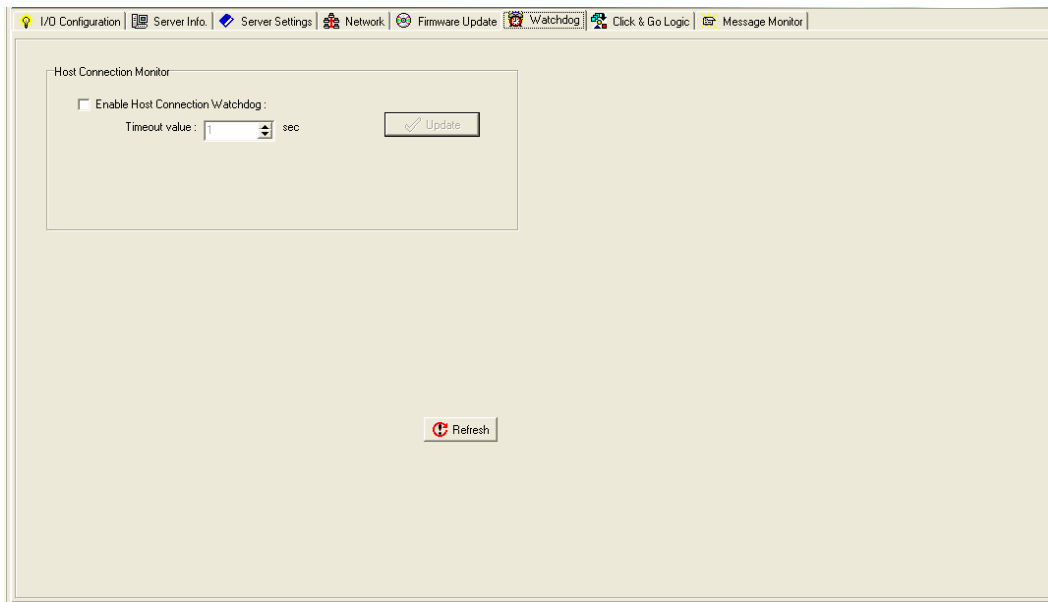 I/O Configuration Server Info. Server Settings Network Firmware Update Watchdog Click & Go Logic Message Monitor
Host Connection Monitor
Enable Host Connection Watchdog :
Timeout value : 1 sec
Update
Refresh